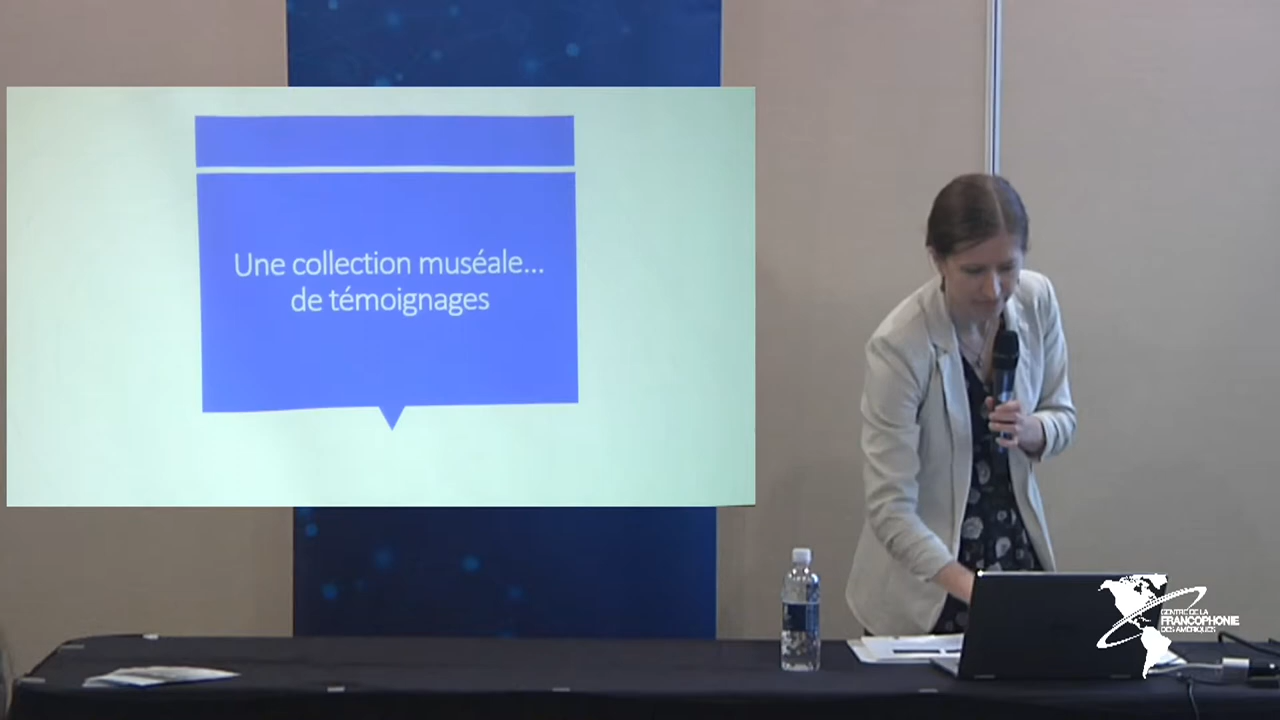 Une collection muséale...
de témoignages
CENTRE DE LA
FRANCOPHONIE
DES AMÉRIQUES